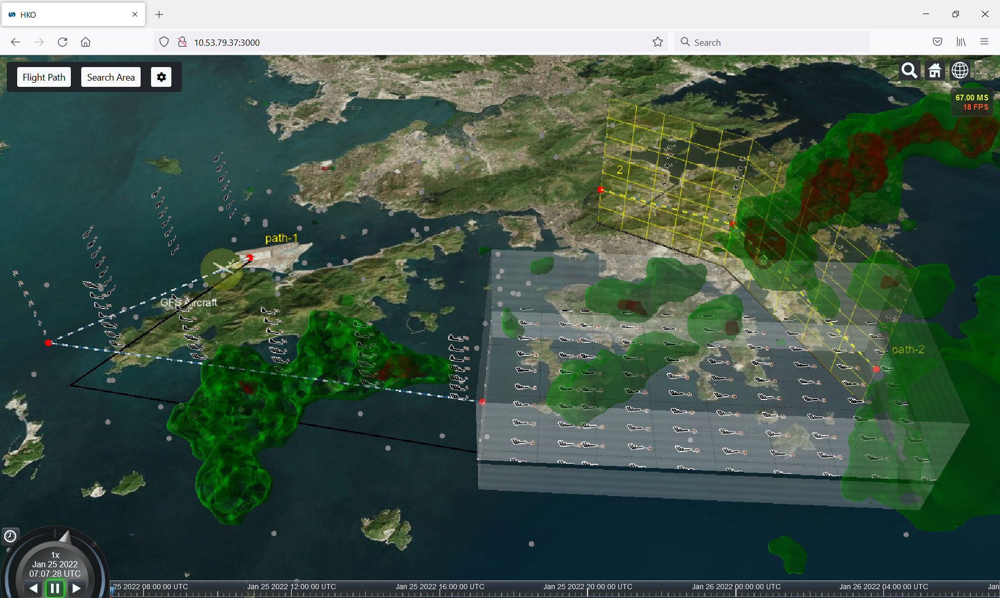 HKO
10.53.79.37:3000
Search
Flight Path
Search Area
67.00 MS
18 FPS
2
1
path-1
GFS Aircraft
path-2
1x
Jan 25 2022
07:07:28 UTC
25 2022 08:00:00 UTC
Jan 25 2022 12:00:00 UTC
Jan 25 2022 16:00:00 UTC
Jan 25 2022 20:00:00 UTC
Jan 26 2022 00:00:00 UTC
Jan 26 2022 04:00:00 UTC
Jan